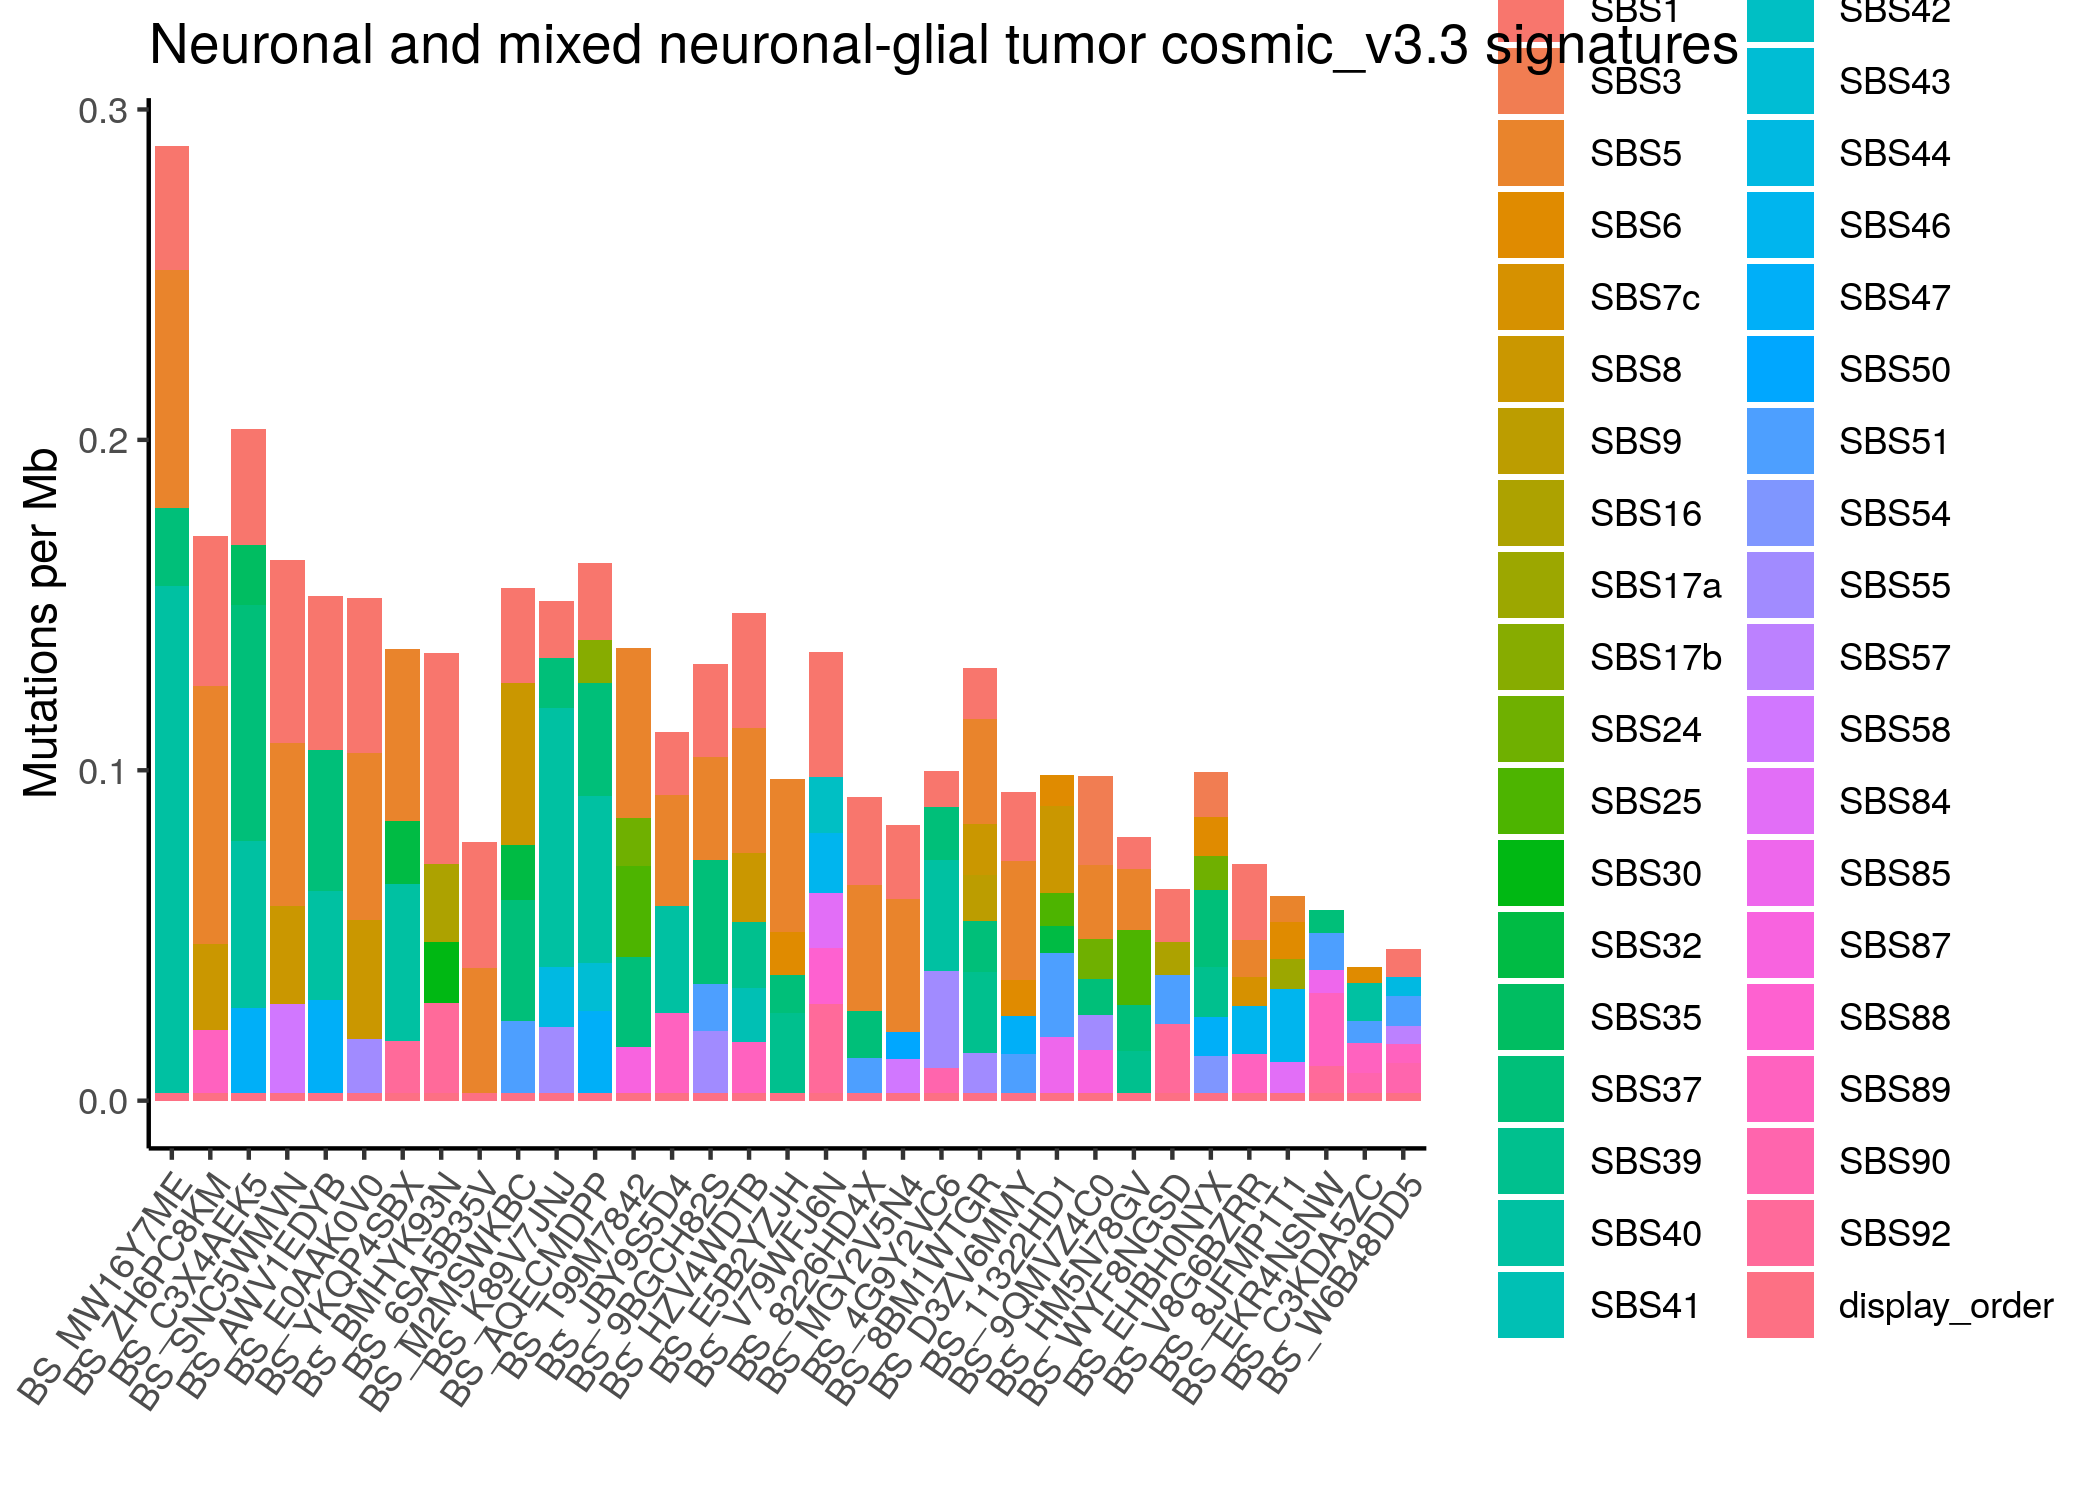 Neuronal and mixed neuronal-glial tumor cosmic_v3.3 signatures
Mutations per Mb
0.3
0.2
0.1
0.0
BS_MW16Y7ME
BS_ZH6PC8KM
BS_C3X4AEK5
BS_SNC5WMVN
BS_AWV1EDYB
BS_E0AAK0V0
BS_YKQP4SBX
BS_BMHYK93N
BS_6SA5B35V
BS_M2MSWKBC
BS_K89V7JNJ
BS_AQECMDPP
BS_T99M7842
BS_JBY9S5D4
BS_9BGCH82S
BS_HZV4WDTB
BS_E5B2YZJH
BS_V79WFJ6N
BS_8226HD4X
BS_MGY2V5N4
BS_4G9Y2VC6
BS_8BM1WTGR
BS_D3ZV6MMY
BS_11322HD1
BS_9QMVZ4C0
BS_HM5N78GV
BS_WYF8NGSD
BS_EHBH0NYX
BS_V8G6BZRR
BS_8JFMP1T1
BS_EKR4NSNW
BS_C3KDA5ZC
BS_W6B48DD5
SBS1
SBS3
SBS5
SBS6
SBS7c
SBS8
SBS9
SBS16
SBS17a
SBS17b
SBS24
SBS25
SBS30
SBS32
SBS35
SBS37
SBS39
SBS40
SBS41
SBS42
SBS43
SBS44
SBS46
SBS47
SBS50
SBS51
SBS54
SBS55
SBS57
SBS58
SBS84
SBS85
SBS87
SBS88
SBS89
SBS90
SBS92
display_order